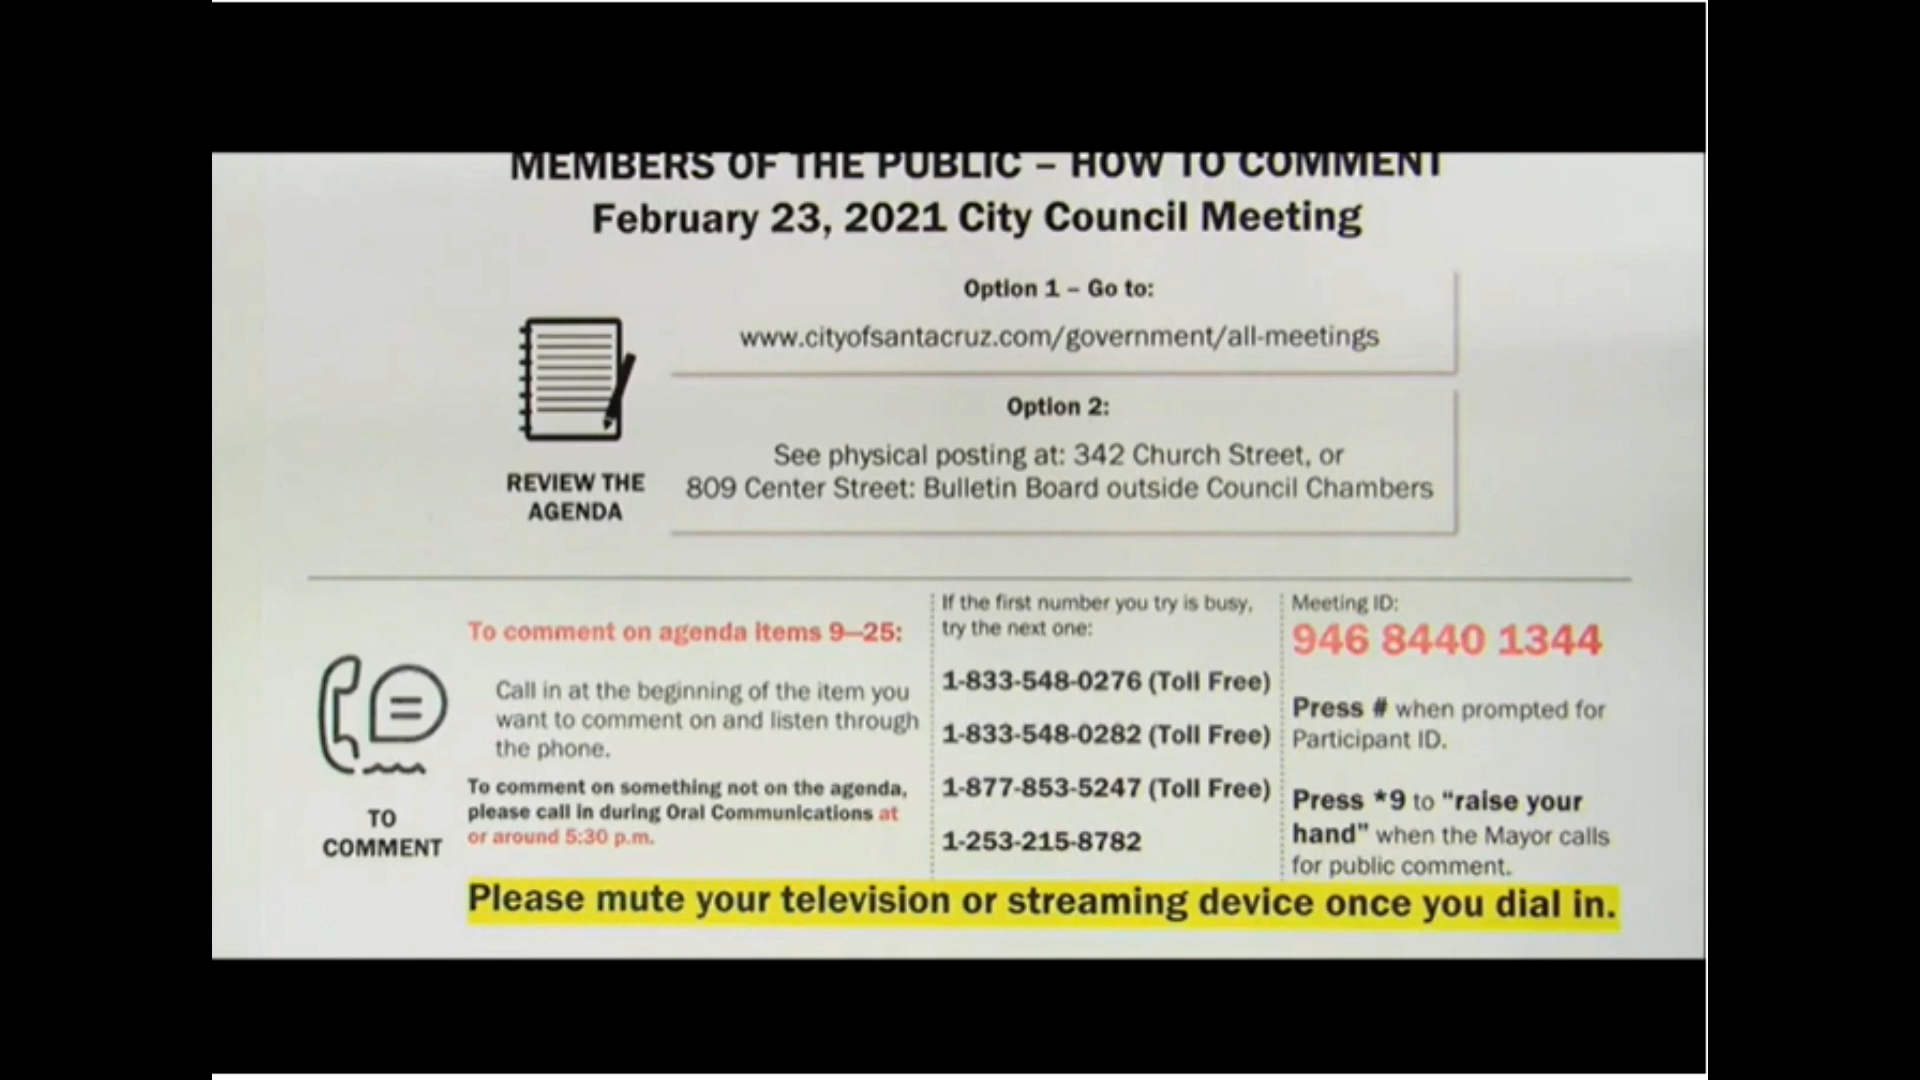 MEMBERS OF THE PUBLIC – HOW TO COMMENT
February 23, 2021 City Council Meeting
Option 1 – Go to:
www.cityofsantacruz.com/government/all-meetings
Option 2:
See physical posting at: 342 Church Street, or
809 Center Street: Bulletin Board outside Council Chambers
REVIEW THE
AGENDA
To comment on agenda items 9—25:
Call in at the beginning of the item you
want to comment on and listen through
the phone.
To comment on something not on the agenda,
please call in during Oral Communications at
or around 5:30 p.m.
TO
COMMENT
If the first number you try is busy,
try the next one:
1-833-548-0276 (Toll Free)
1-833-548-0282 (Toll Free)
1-877-853-5247 (Toll Free)
1-253-215-8782
Meeting ID:
946 8440 1344
Press # when prompted for
Participant ID.
Press *9 to “raise your
hand” when the Mayor calls
for public comment.
Please mute your television or streaming device once you dial in.